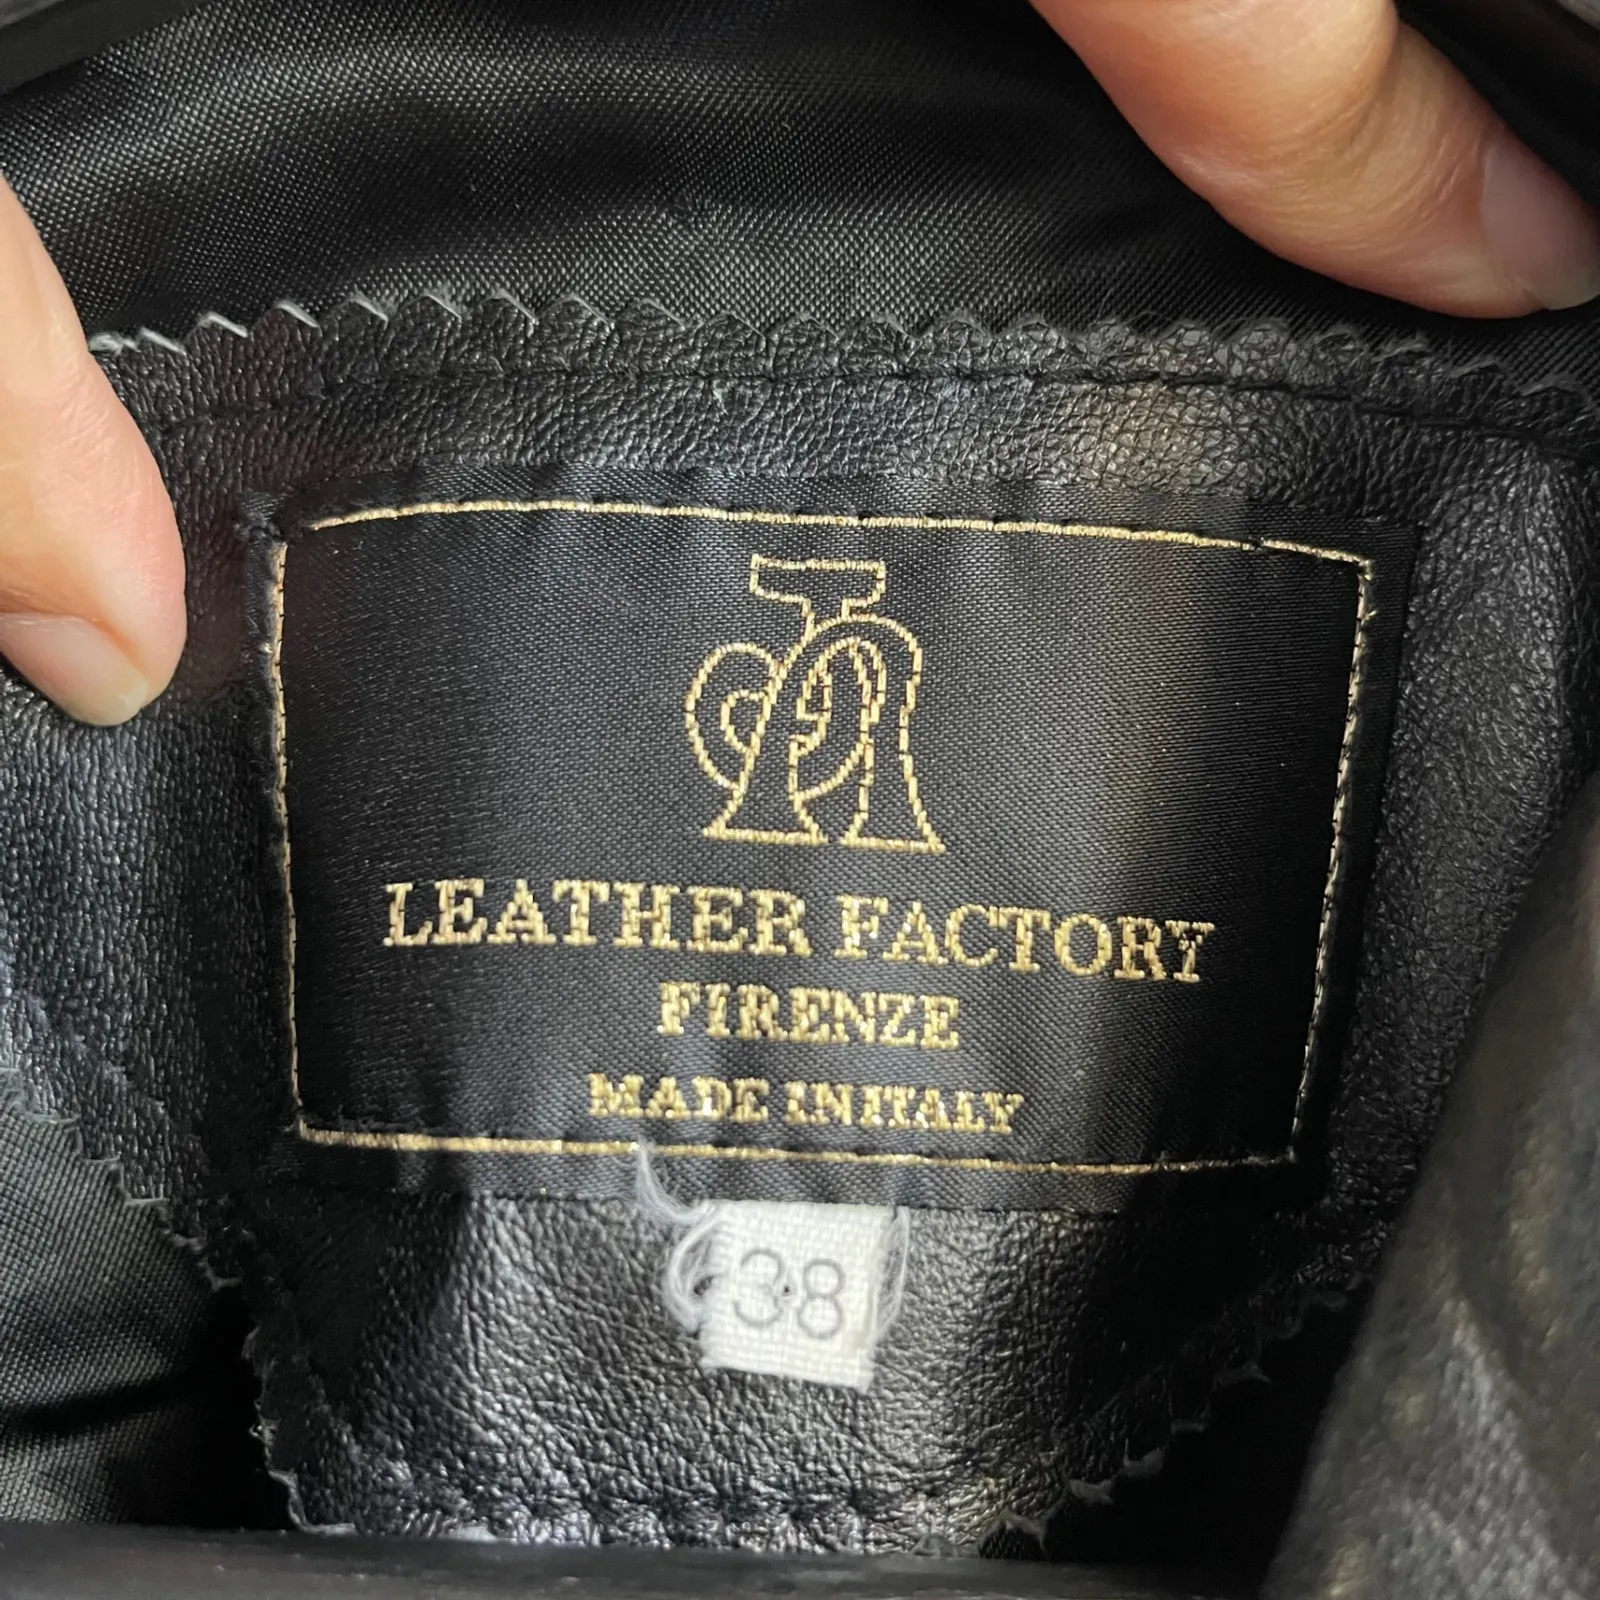 LEATHER FACTORY
FIRENZE
MADE IN ITALY
38